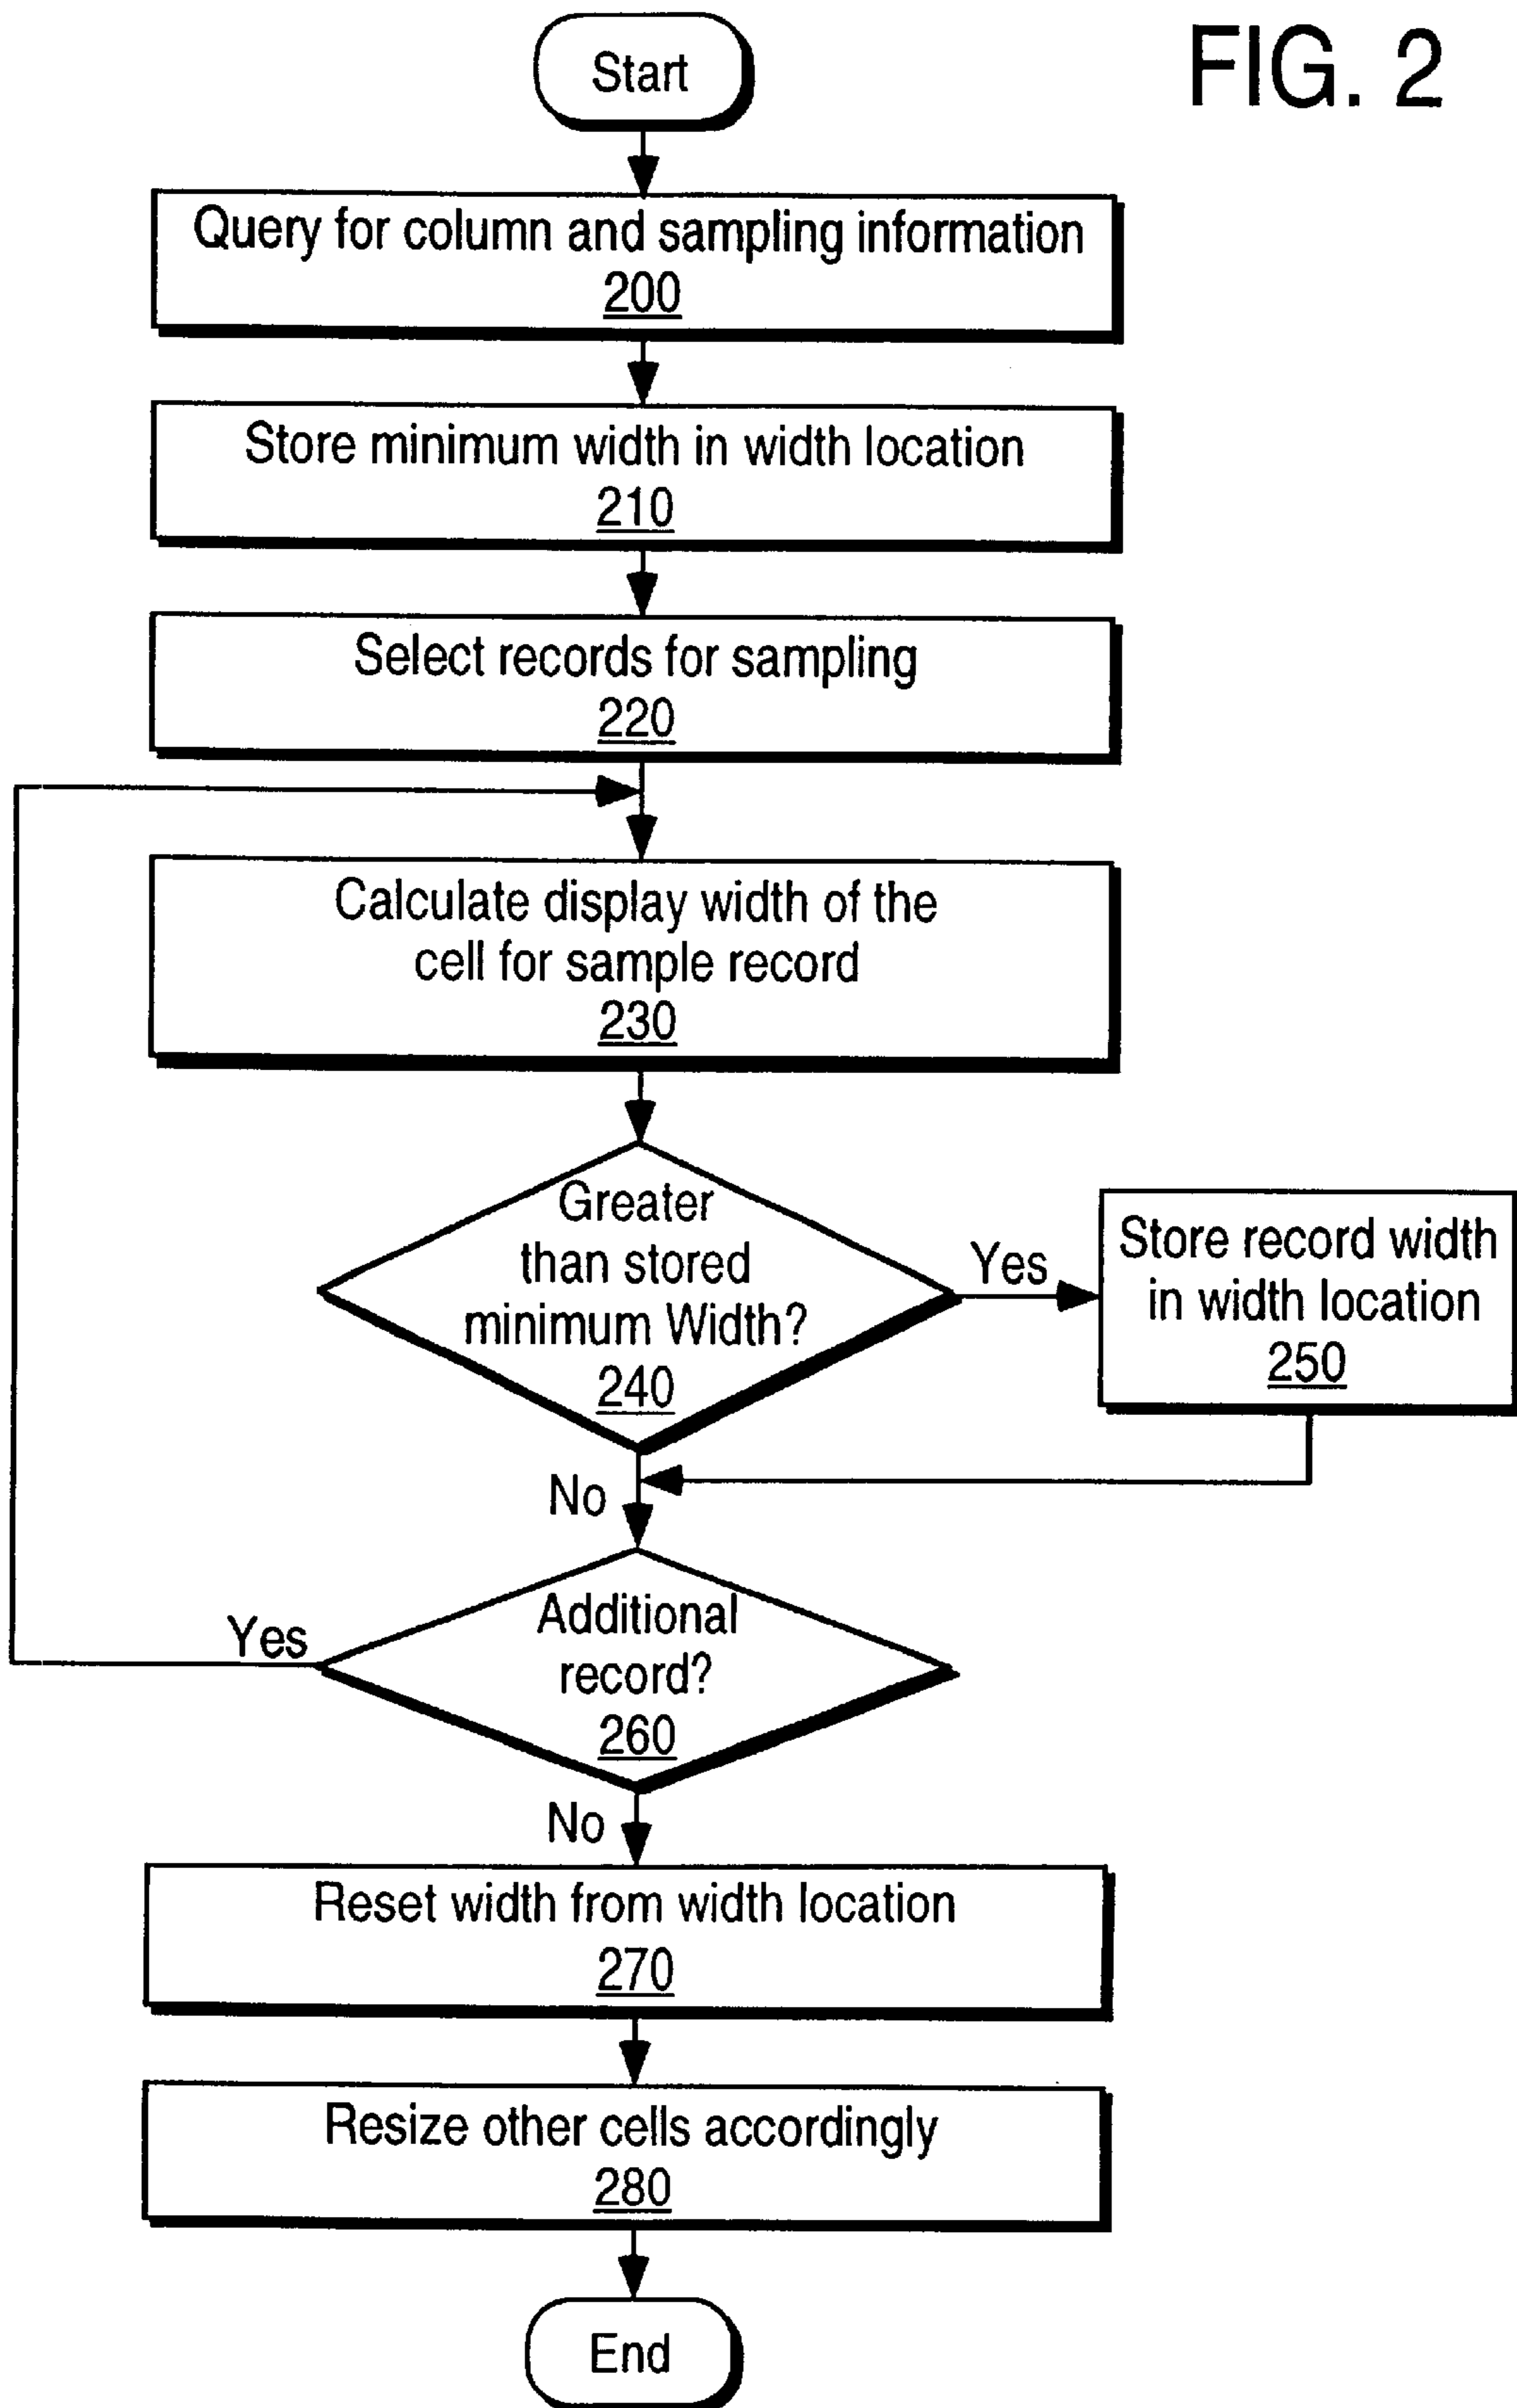 FIG. 2
Start
Query for column and sampling information
200
Store minimum width in width location
210
Select records for sampling
220
Calculate display width of the
cell for sample record
230
Greater
than stored
minimum Width?
240
Yes
Store record width
in width location
250
No
Additional
record?
260
Yes
No
Reset width from width location
270
Resize other cells accordingly
280
End